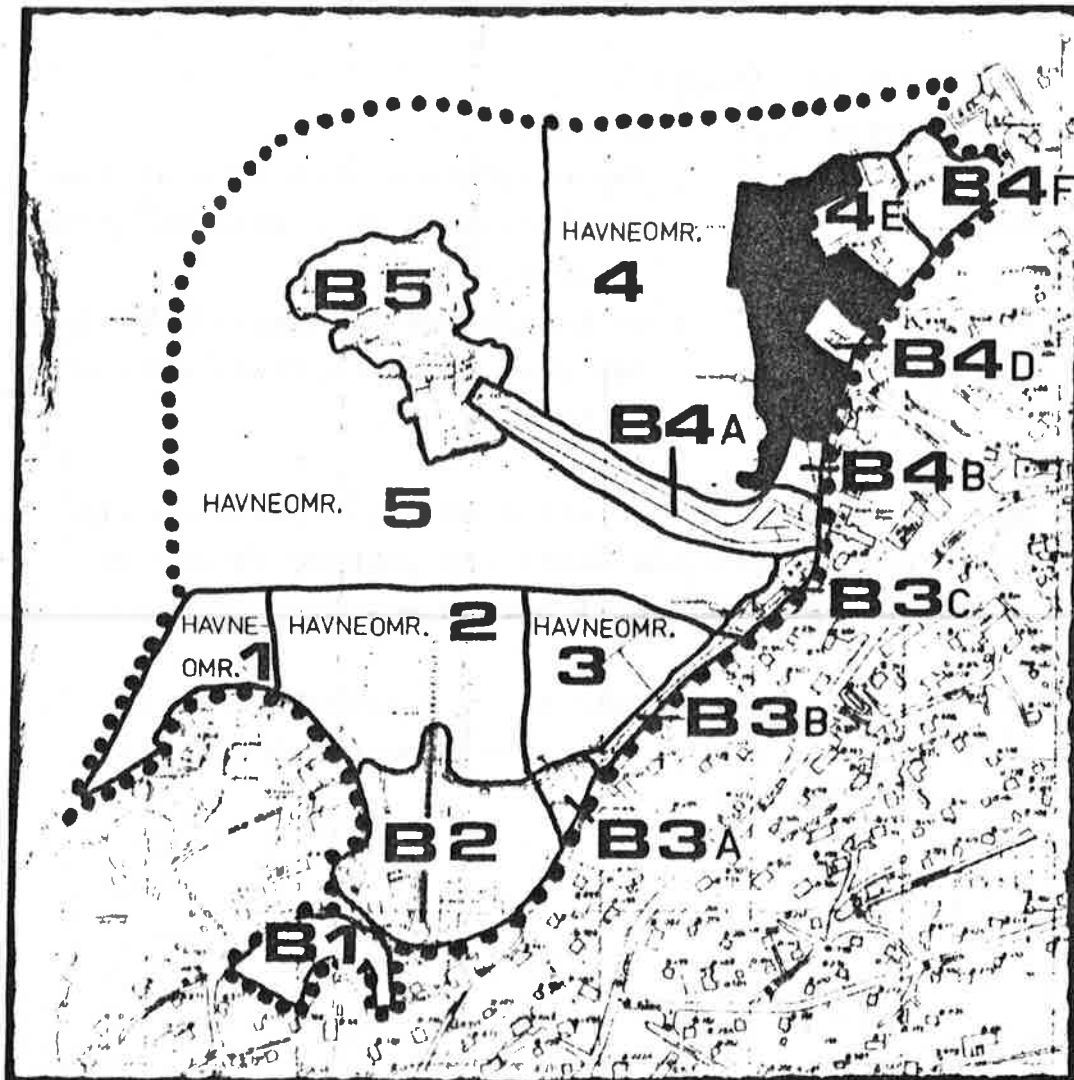 B4F
4E
HAVNEOMR.
4
B5
B4D
B4A
B4B
HAVNEOMR. 5
B3C
HAVNE-
OMR. 1
HAVNEOMR. 2
HAVNEOMR.
3
B3B
B2
B3A
B1